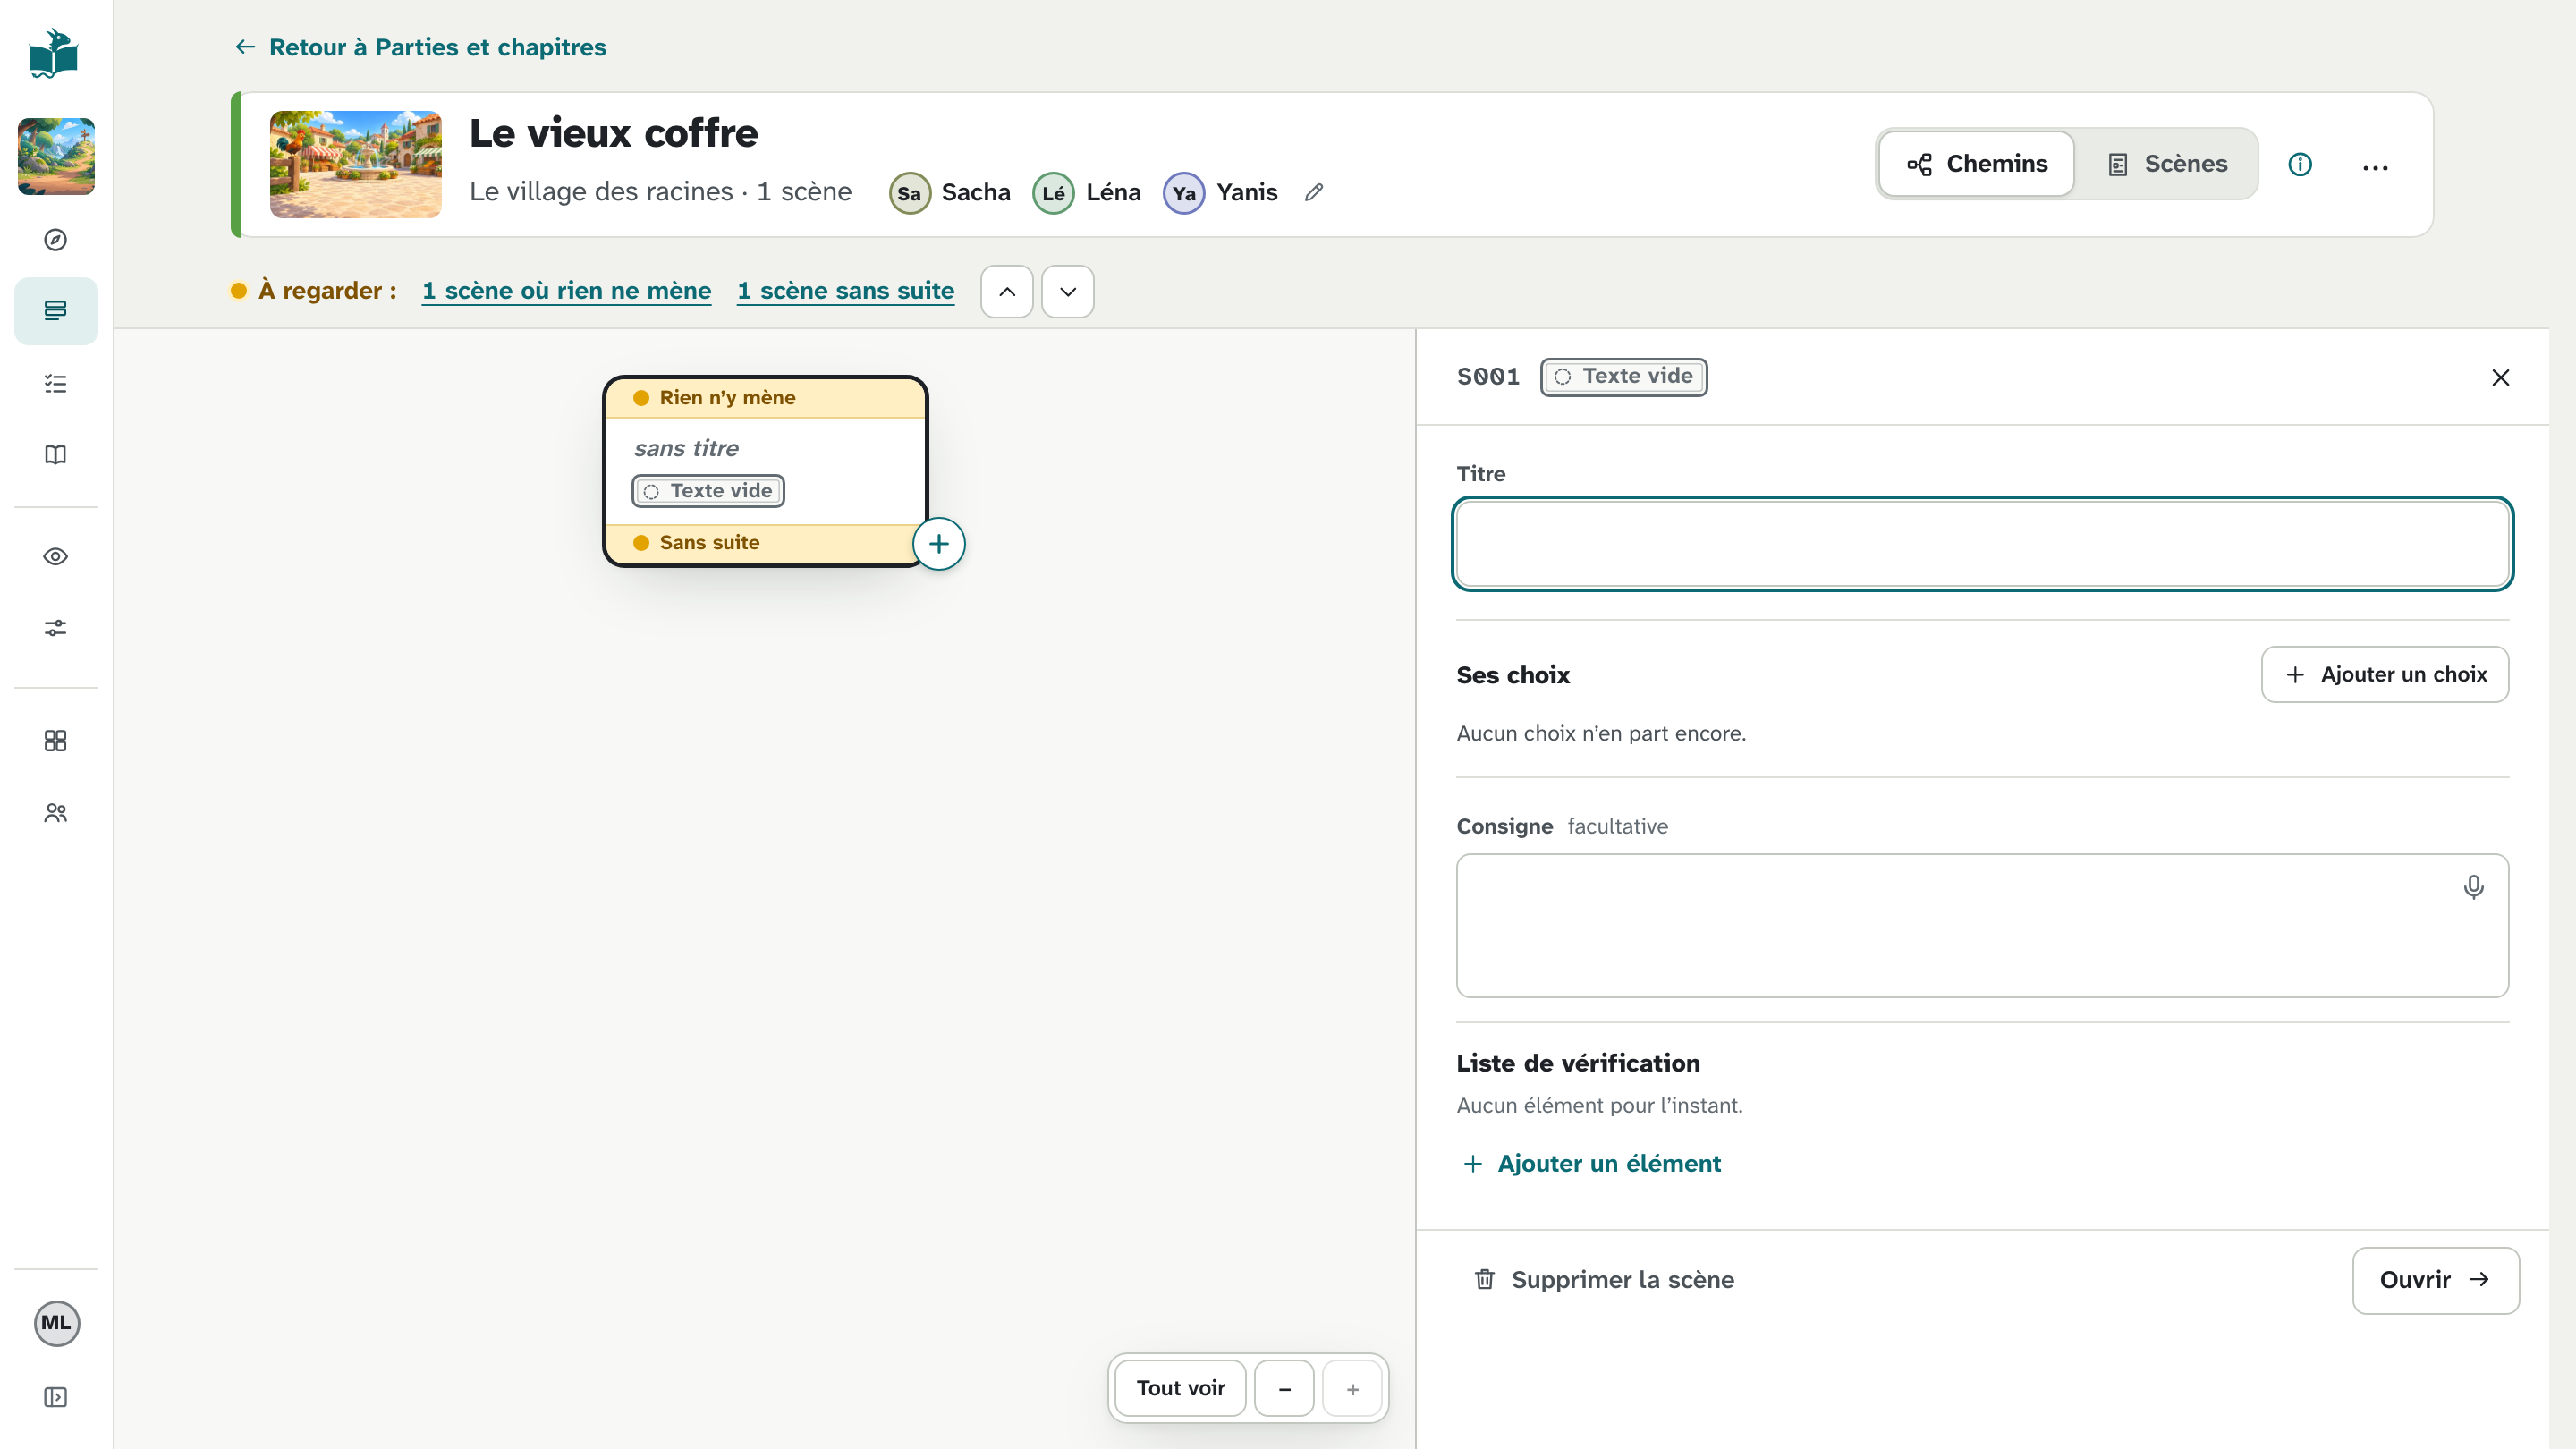 Retour à Parties et chapitres
Le vieux coffre
Le village des racines · 1 scène Sa Sacha Lé Léna Ya Yanis
Chemins Scènes
À regarder : 1 scène où rien ne mène 1 scène sans suite
Rien n’y mène
sans titre
Texte vide
Sans suite
S001 Texte vide
Titre
Ses choix Ajouter un choix
Aucun choix n’en part encore.
Consigne facultative
Liste de vérification
Aucun élément pour l’instant.
Ajouter un élément
Supprimer la scène Ouvrir
Tout voir − +
ML